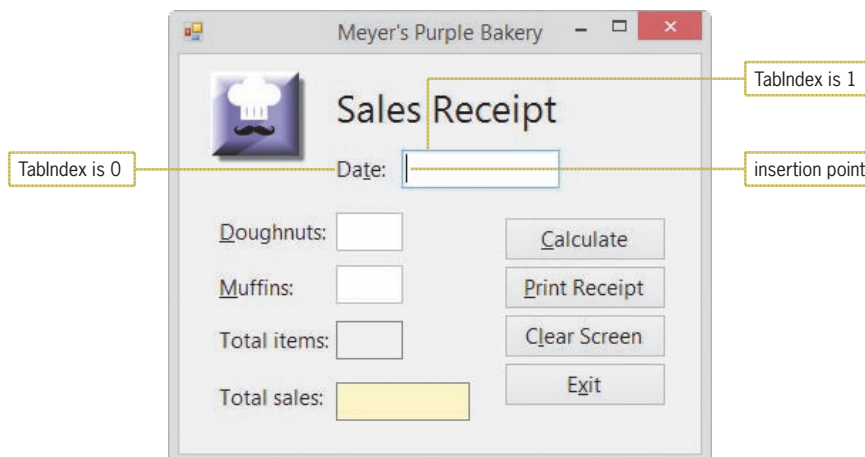 Meyer's Purple Bakery
TabIndex is 1
Sales Receipt
TabIndex is 0
Date:
insertion point
Doughnuts:
Calculate
Muffins:
Print Receipt
Total items:
Clear Screen
Total sales:
Exit